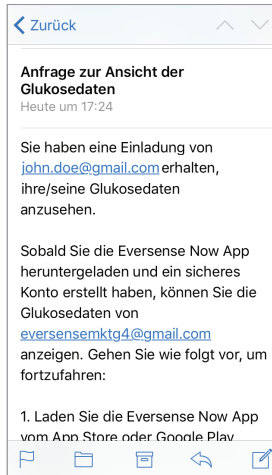 Zurück
Anfrage zur Ansicht der
Glukosedaten
Heute um 17:24
Sie haben eine Einladung von
john.doe@gmail.com erhalten,
ihre/seine Glukosedaten
anzusehen.
Sobald Sie die Eversense Now App
heruntergeladen und ein sicheres
Konto erstellt haben, können Sie die
Glukosedaten von
eversensemktg4@gmail.com
anzeigen. Gehen Sie wie folgt vor, um
fortzufahren:
1. Laden Sie die Eversense Now App
vom App Store oder Google Play